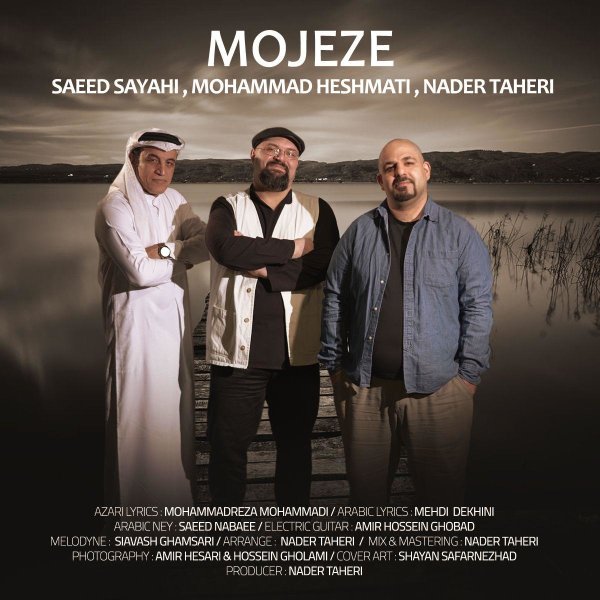 MOJEZE
SAEED SAYAHI , MOHAMMAD HESHMATI , NADER TAHERI
AZARI LYRICS : MOHAMMADREZA MOHAMMADI / ARABIC LYRICS : MEHDI DEKHINI
ARABIC NEY : SAEED NABAEE / ELECTRIC GUITAR : AMIR HOSSEIN GHOBAD
MELODYNE : SIAVASH GHAMSARI / ARRANGE : NADER TAHERI / MIX & MASTERING : NADER TAHERI
PHOTOGRAPHY : AMIR HESARI & HOSSEIN GHOLAMI / COVER ART : SHAYAN SAFARNEZHAD
PRODUCER : NADER TAHERI